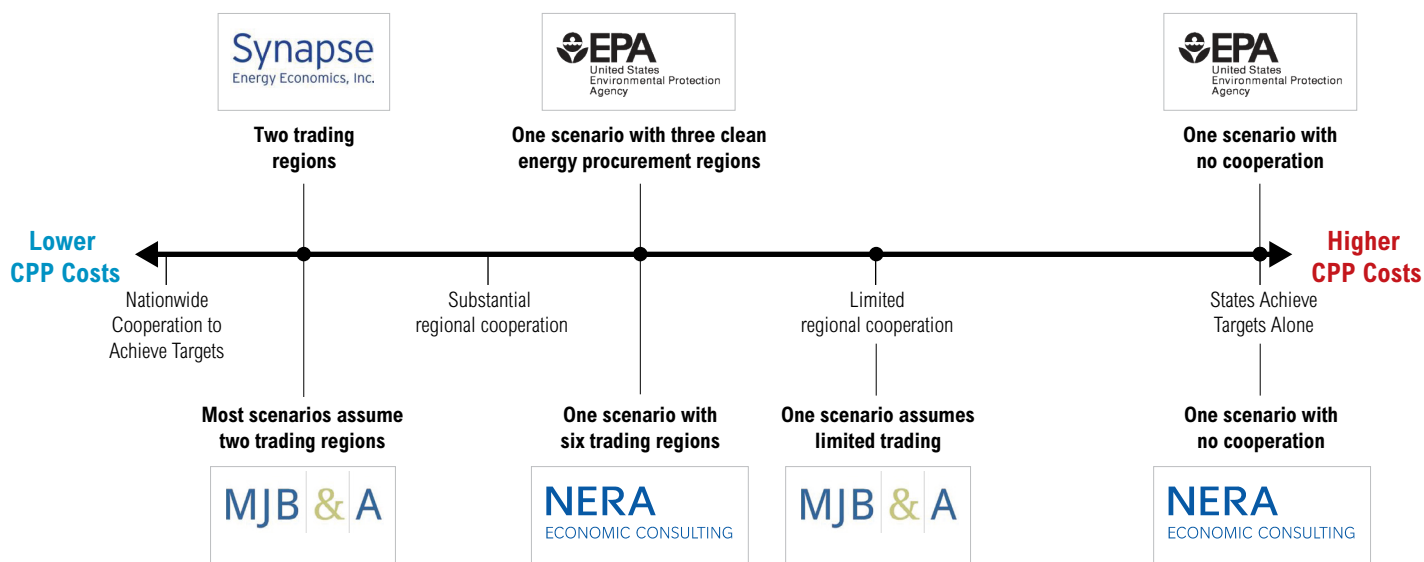 Synapse
Energy Economics, Inc.
EPA
United States
Environmental Protection
Agency
EPA
United States
Environmental Protection
Agency
Two trading
regions
One scenario with three clean
energy procurement regions
One scenario with
no cooperation
Lower
CPP Costs
Higher
CPP Costs
Nationwide
Cooperation to
Achieve Targets
Substantial
regional cooperation
Limited
regional cooperation
States Achieve
Targets Alone
Most scenarios assume
two trading regions
One scenario with
six trading regions
One scenario assumes
limited trading
One scenario with
no cooperation
MJB & A
NERA
ECONOMIC CONSULTING
MJB & A
NERA
ECONOMIC CONSULTING